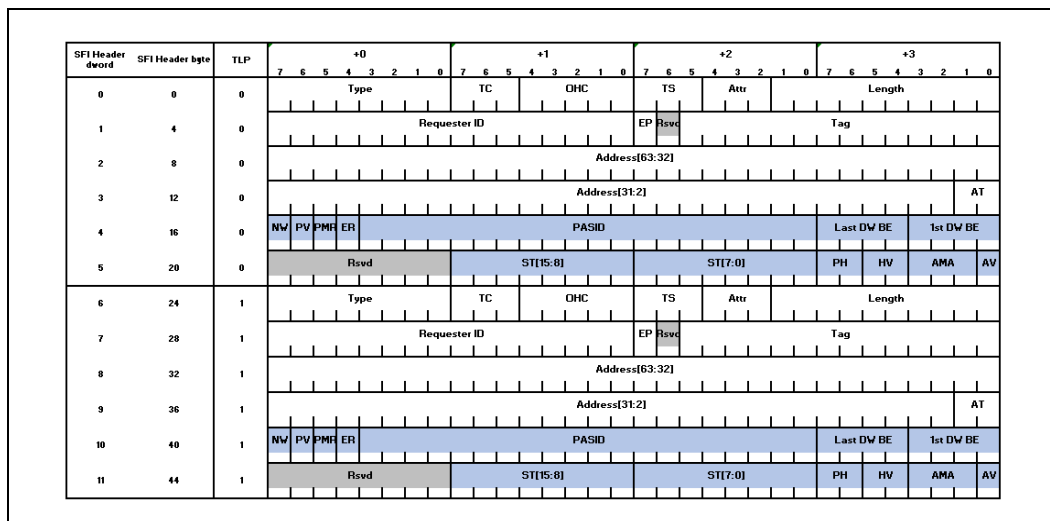 SFI Header dword SFI Header byte TLP +0 +1 +2 +3
7 6 5 4 3 2 1 0 7 6 5 4 3 2 1 0 7 6 5 4 3 2 1 0 7 6 5 4 3 2 1 0
0 0 0 Type TC OHC TS Attr Length
1 4 0 Requester ID EP Rsvd Tag
2 8 0 Address[63:32]
3 12 0 Address[31:2] AT
4 16 0 NW PV PMR ER PASID Last DW BE 1st DW BE
5 20 0 Rsvd ST[15:8] ST[7:0] PH HV AMA AV
6 24 1 Type TC OHC TS Attr Length
7 28 1 Requester ID EP Rsvd Tag
8 32 1 Address[63:32]
9 36 1 Address[31:2] AT
10 40 1 NW PV PMR ER PASID Last DW BE 1st DW BE
11 44 1 Rsvd ST[15:8] ST[7:0] PH HV AMA AV